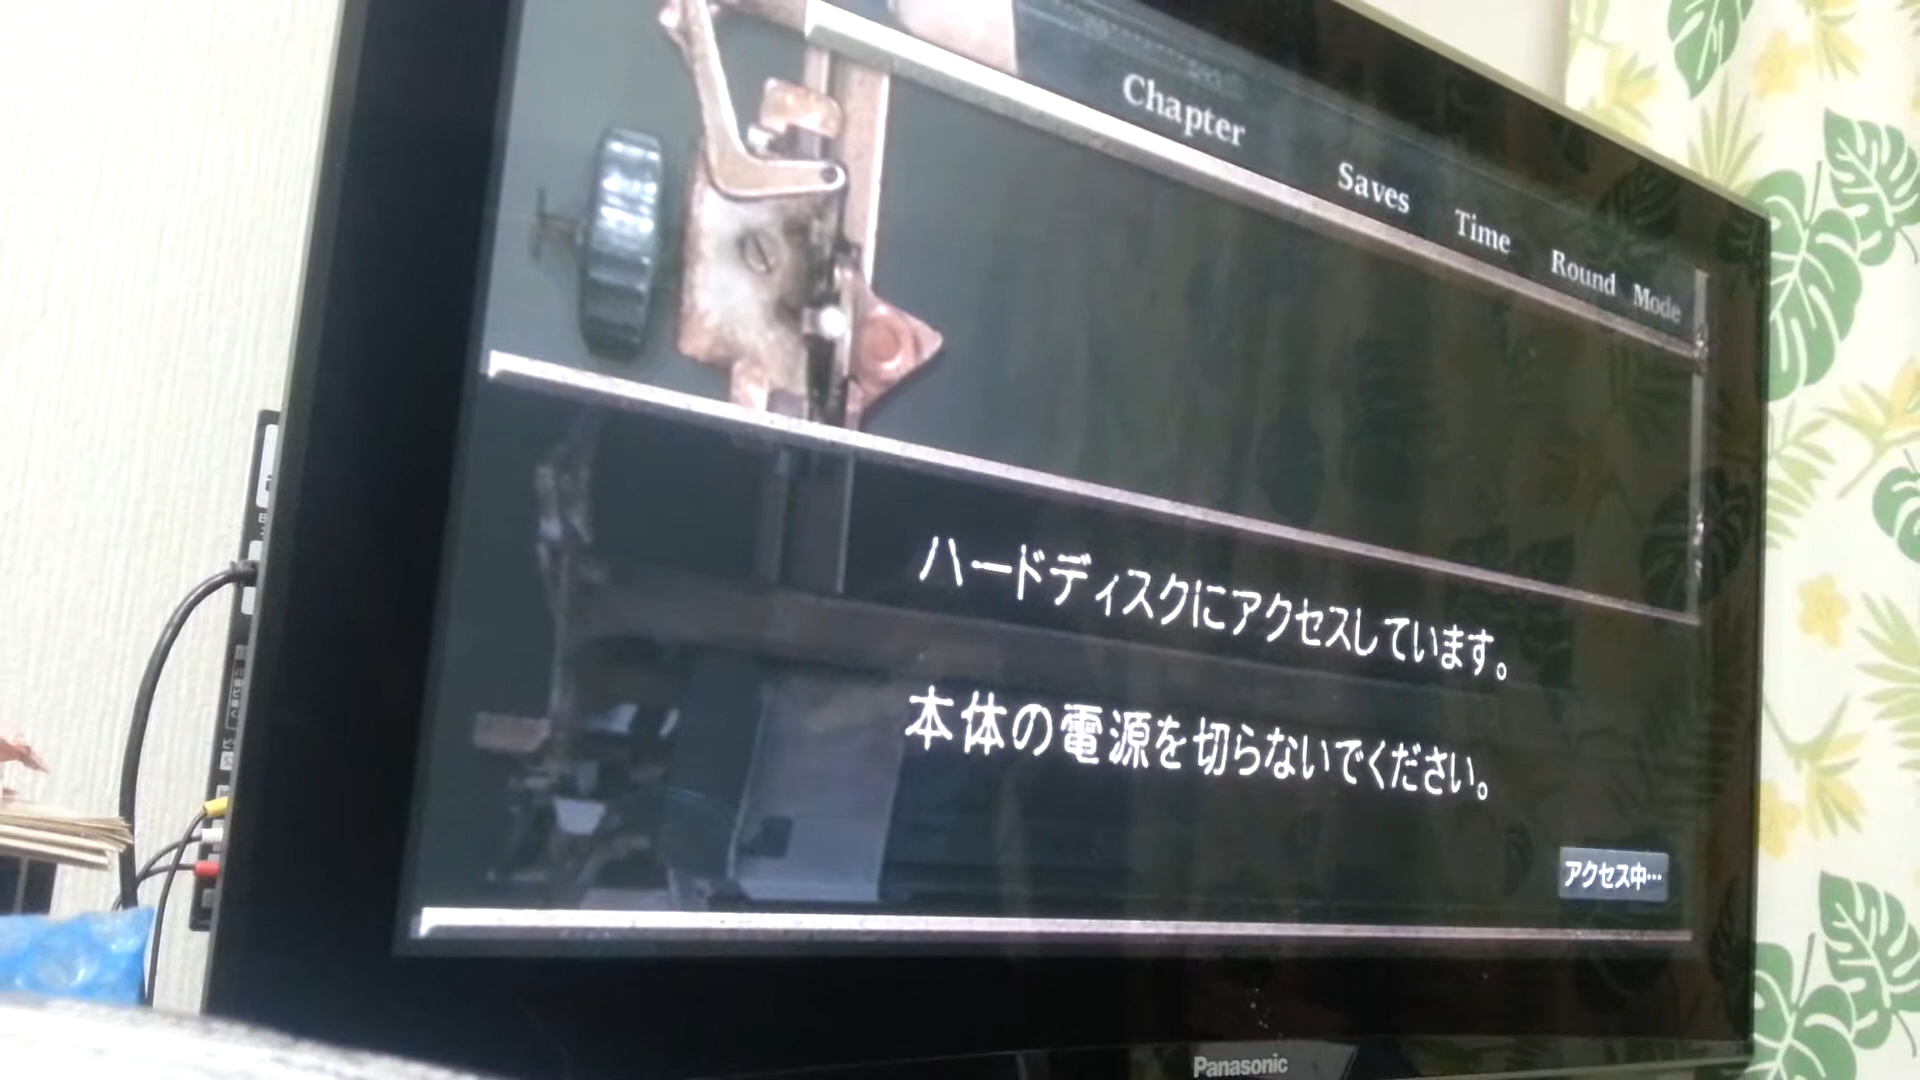 Chapter Saves Time Round Mode
ハードディスクにアクセスしています。
本体の電源を切らないでください。
アクセス中…
Panasonic